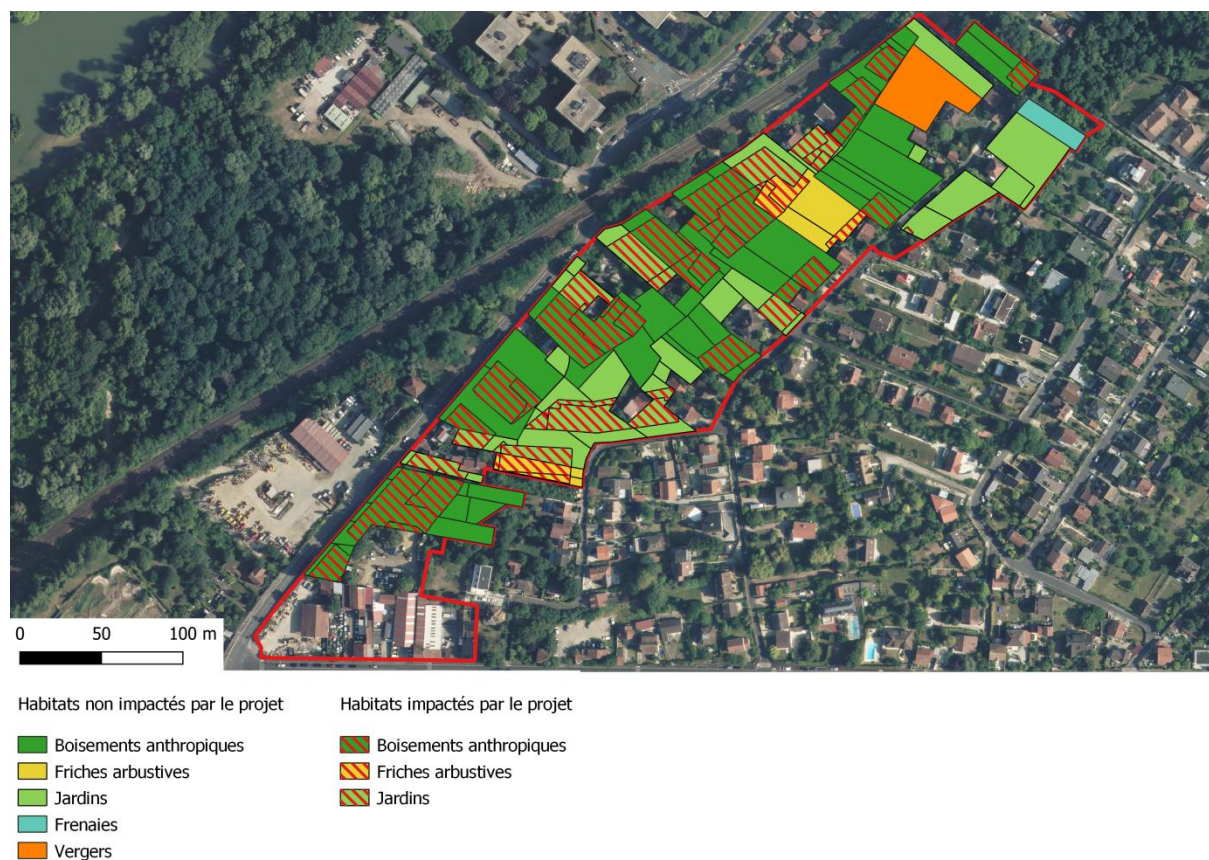 0 50 100 m
Habitats non impactés par le projet
Boisements anthropiques
Friches arbustives
Jardins
Frenaies
Vergers
Habitats impactés par le projet
Boisements anthropiques
Friches arbustives
Jardins